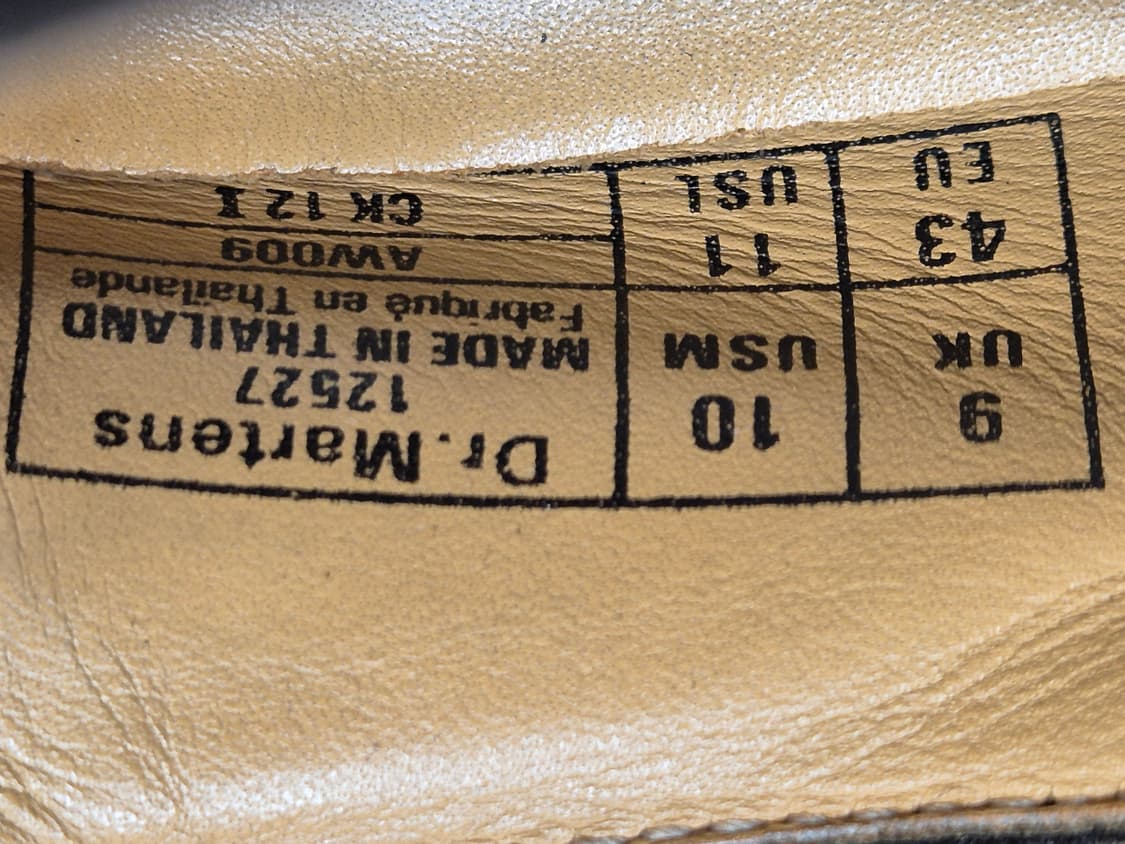 9
UK
43
EU
10
USM
11
USL
Dr. Martens
12527
MADE IN THAILAND
Fabriqué en Thailande
AW009
CK 12 I